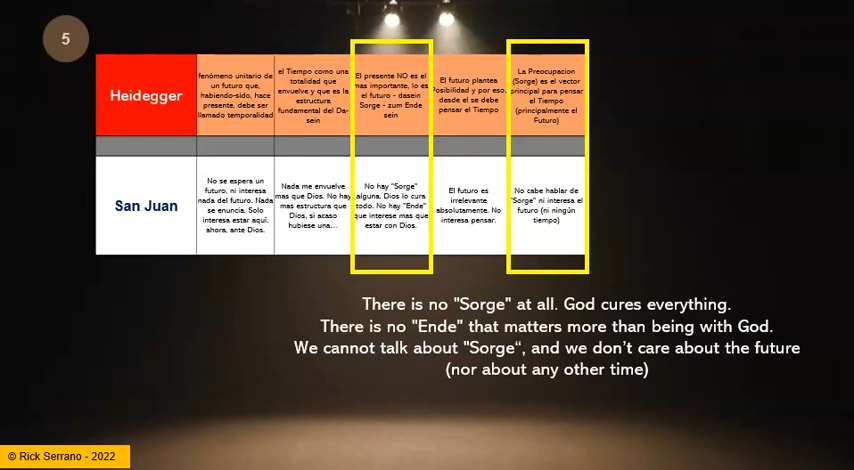 5
Heidegger
fenómeno unitario de
un futuro que,
habiendo-sido, hace
presente, debe ser
llamado temporalidad
el Tiempo como una
totalidad que
envuelve y que es la
estructura
fundamental del Da-
sein
El presente NO es el
mas importante, lo es
el futuro - dasein
Sorge - zum Ende
sein
El futuro plantea
Posibilidad y por eso,
desde el se debe
pensar el Tiempo
La Preocupacion
(Sorge) es el vector
principal para pensar
el Tiempo
(principalmente el
Futuro)
San Juan
No se espera un
futuro, ni interesa
nada del futuro. Nada
se enuncia. Solo
interesa estar aquí,
ahora, ante Dios.
Nada me envuelve
mas que Dios. No hay
mas estructura que
Dios, si acaso
hubiese una...
No hay "Sorge"
alguna. Dios lo cura
todo. No hay "Ende"
que interese mas que
estar con Dios.
El futuro es
irrelevante
absolutamente. No
interesa pensar.
No cabe hablar de
"Sorge" ni interesa el
futuro (ni ningún
tiempo)
There is no "Sorge" at all. God cures everything.
There is no "Ende" that matters more than being with God.
We cannot talk about "Sorge“, and we don’t care about the future
(nor about any other time)
© Rick Serrano - 2022